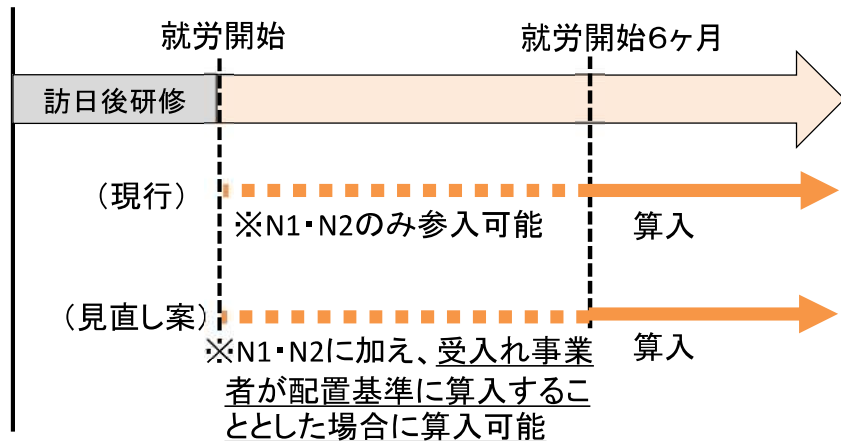 就労開始
就労開始6ヶ月
訪日後研修
(現行)
※N1・N2のみ参入可能
算入
(見直し案)
算入
※N1・N2に加え、受入れ事業
者が配置基準に算入するこ
ととした場合に算入可能